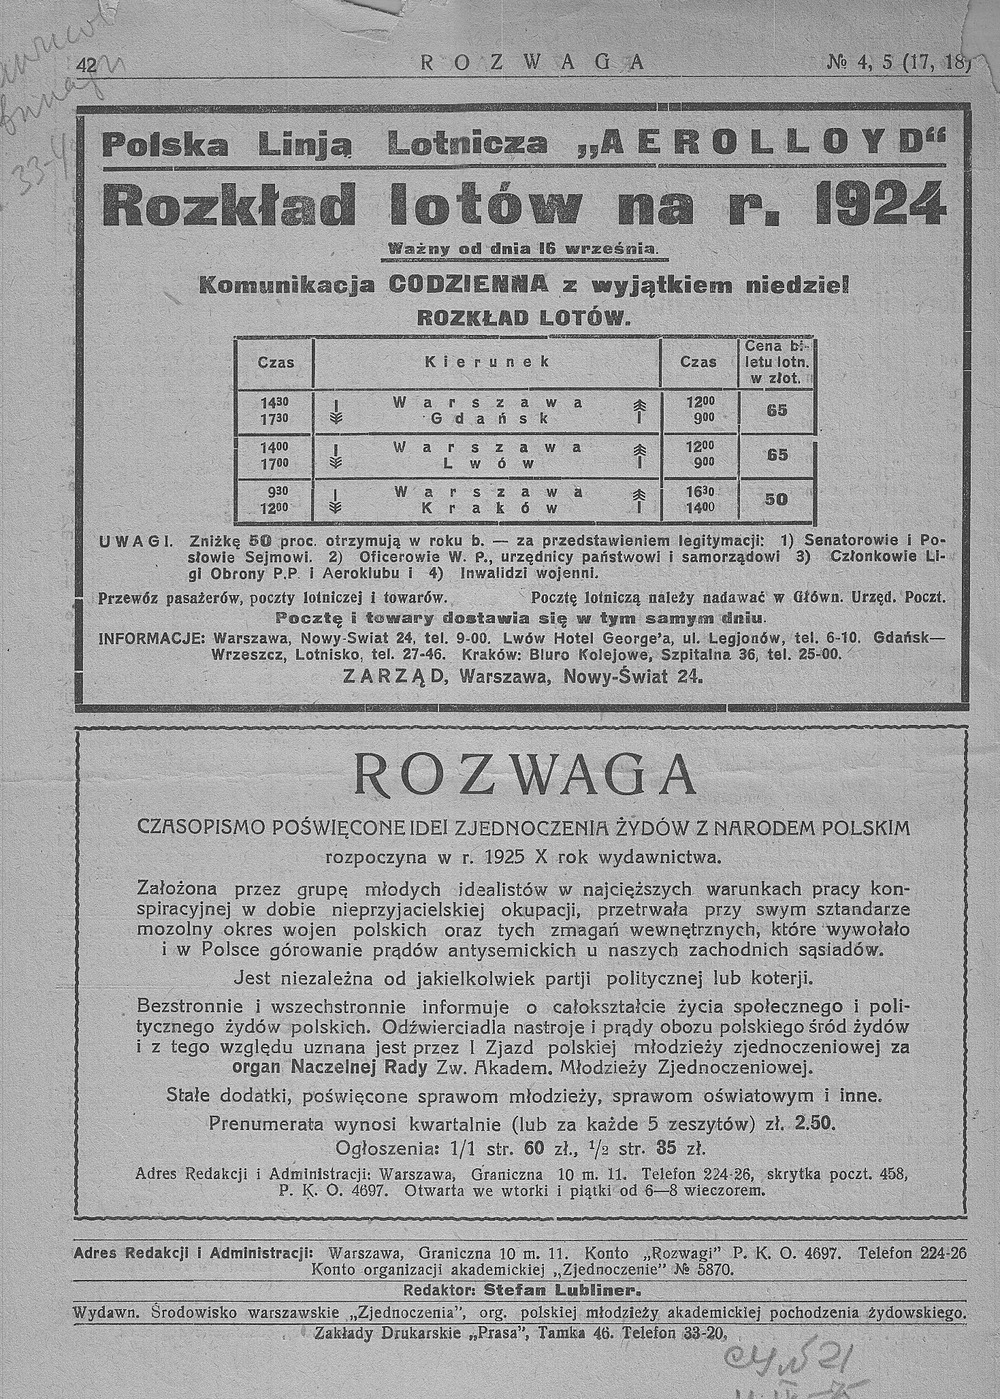 42 ROZWAGA № 4, 5 (17, 18)
Polska Linja Lotnicza „AEROLLOYD“
Rozkład lotów na r. 1924
Ważny od dnia 16 września.
Komunikacja CODZIENNA z wyjątkiem niedziel
ROZKŁAD LOTÓW.
Czas Kierunek Czas Cena bi-
letu lotn.
w złot.
14³⁰ Warszawa 12⁰⁰ 65
17³⁰ Gdańsk 9⁰⁰
14⁰⁰ Warszawa 12⁰⁰ 65
17⁰⁰ Lwów 9⁰⁰
9³⁰ Warszawa 16³⁰ 50
12⁰⁰ Kraków 14⁰⁰
UWAGI. Zniżkę 50 proc. otrzymują w roku b. — za przedstawieniem legitymacji: 1) Senatorowie i Po-
słowie Sejmowi. 2) Oficerowie W. P., urzędnicy państwowi i samorządowi 3) Członkowie Li-
gi Obrony P.P. i Aeroklubu i 4) Inwalidzi wojenni.
Przewóz pasażerów, poczty lotniczej i towarów. Pocztę lotniczą należy nadawać w Główn. Urzęd. Poczt.
Pocztę i towary dostawia się w tym samym dniu.
INFORMACJE: Warszawa, Nowy-Swiat 24, tel. 9-00. Lwów Hotel George'a, ul. Legjonów, tel. 6-10. Gdańsk—
Wrzeszcz, Lotnisko, tel. 27-46. Kraków: Biuro Kolejowe, Szpitalna 36, tel. 25-00.
ZARZĄD, Warszawa, Nowy-Świat 24.
ROZWAGA
CZASOPISMO POŚWIĘCONE IDEI ZJEDNOCZENIA ŻYDÓW Z NARODEM POLSKIM
rozpoczyna w r. 1925 X rok wydawnictwa.
Założona przez grupę młodych idealistów w najcięższych warunkach pracy kon-
spiracyjnej w dobie nieprzyjacielskiej okupacji, przetrwała przy swym sztandarze
mozolny okres wojen polskich oraz tych zmagań wewnętrznych, które wywołało
i w Polsce górowanie prądów antysemickich u naszych zachodnich sąsiadów.
Jest niezależna od jakielkolwiek partji politycznej lub koterji.
Bezstronnie i wszechstronnie informuje o całokształcie życia społecznego i poli-
tycznego żydów polskich. Odźwierciadla nastroje i prądy obozu polskiego śród żydów
i z tego względu uznana jest przez I Zjazd polskiej młodzieży zjednoczeniowej za
organ Naczelnej Rady Zw. Akadem. Młodzieży Zjednoczeniowej.
Stałe dodatki, poświęcone sprawom młodzieży, sprawom oświatowym i inne.
Prenumerata wynosi kwartalnie (lub za każde 5 zeszytów) zł. 2.50.
Ogłoszenia: 1/1 str. 60 zł., ½ str. 35 zł.
Adres Redakcji i Administracji: Warszawa, Graniczna 10 m. 11. Telefon 224-26, skrytka poczt. 458,
P. K. O. 4697. Otwarta we wtorki i piątki od 6—8 wieczorem.
Adres Redakcji i Administracji: Warszawa, Graniczna 10 m. 11. Konto „Rozwagi” P. K. O. 4697. Telefon 224-26
Konto organizacji akademickiej „Zjednoczenie” № 5870.
Redaktor: Stefan Lubliner.
Wydawn. Środowisko warszawskie „Zjednoczenia”, org. polskiej młodzieży akademickiej pochodzenia żydowskiego.
Zakłady Drukarskie „Prasa”, Tamka 46. Telefon 33-20,